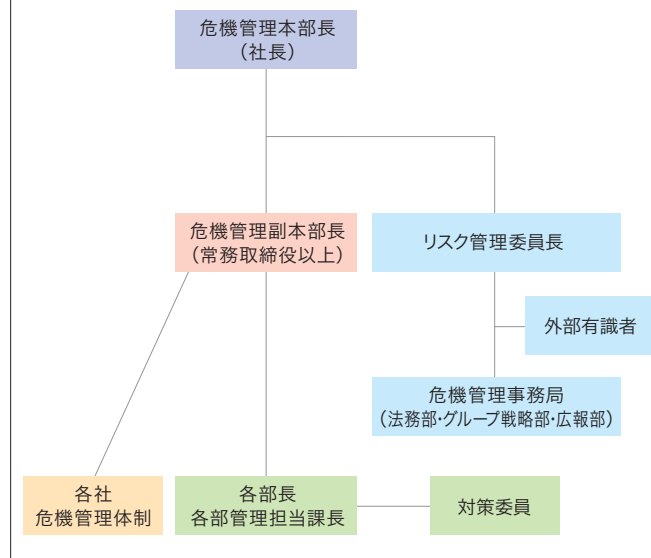 危機管理本部長
（社長）
危機管理副本部長
（常務取締役以上）
リスク管理委員長
外部有識者
危機管理事務局
（法務部・グループ戦略部・広報部）
各社
危機管理体制
各部長
各部管理担当課長
対策委員